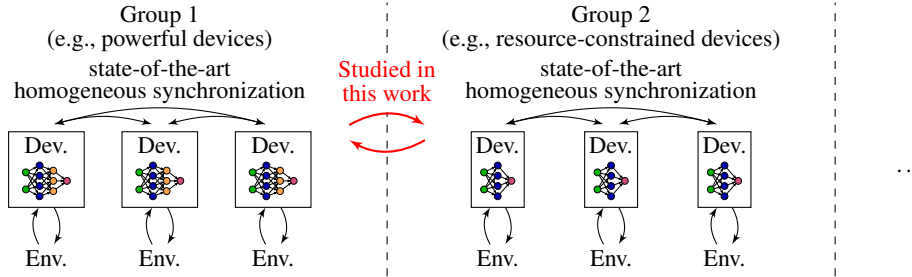 Group 1
(e.g., powerful devices)
state-of-the-art
homogeneous synchronization
Dev.
Dev.
Dev.
Env.
Env.
Env.
Studied in
this work
Group 2
(e.g., resource-constrained devices)
state-of-the-art
homogeneous synchronization
Dev.
Dev.
Dev.
Env.
Env.
Env.
..